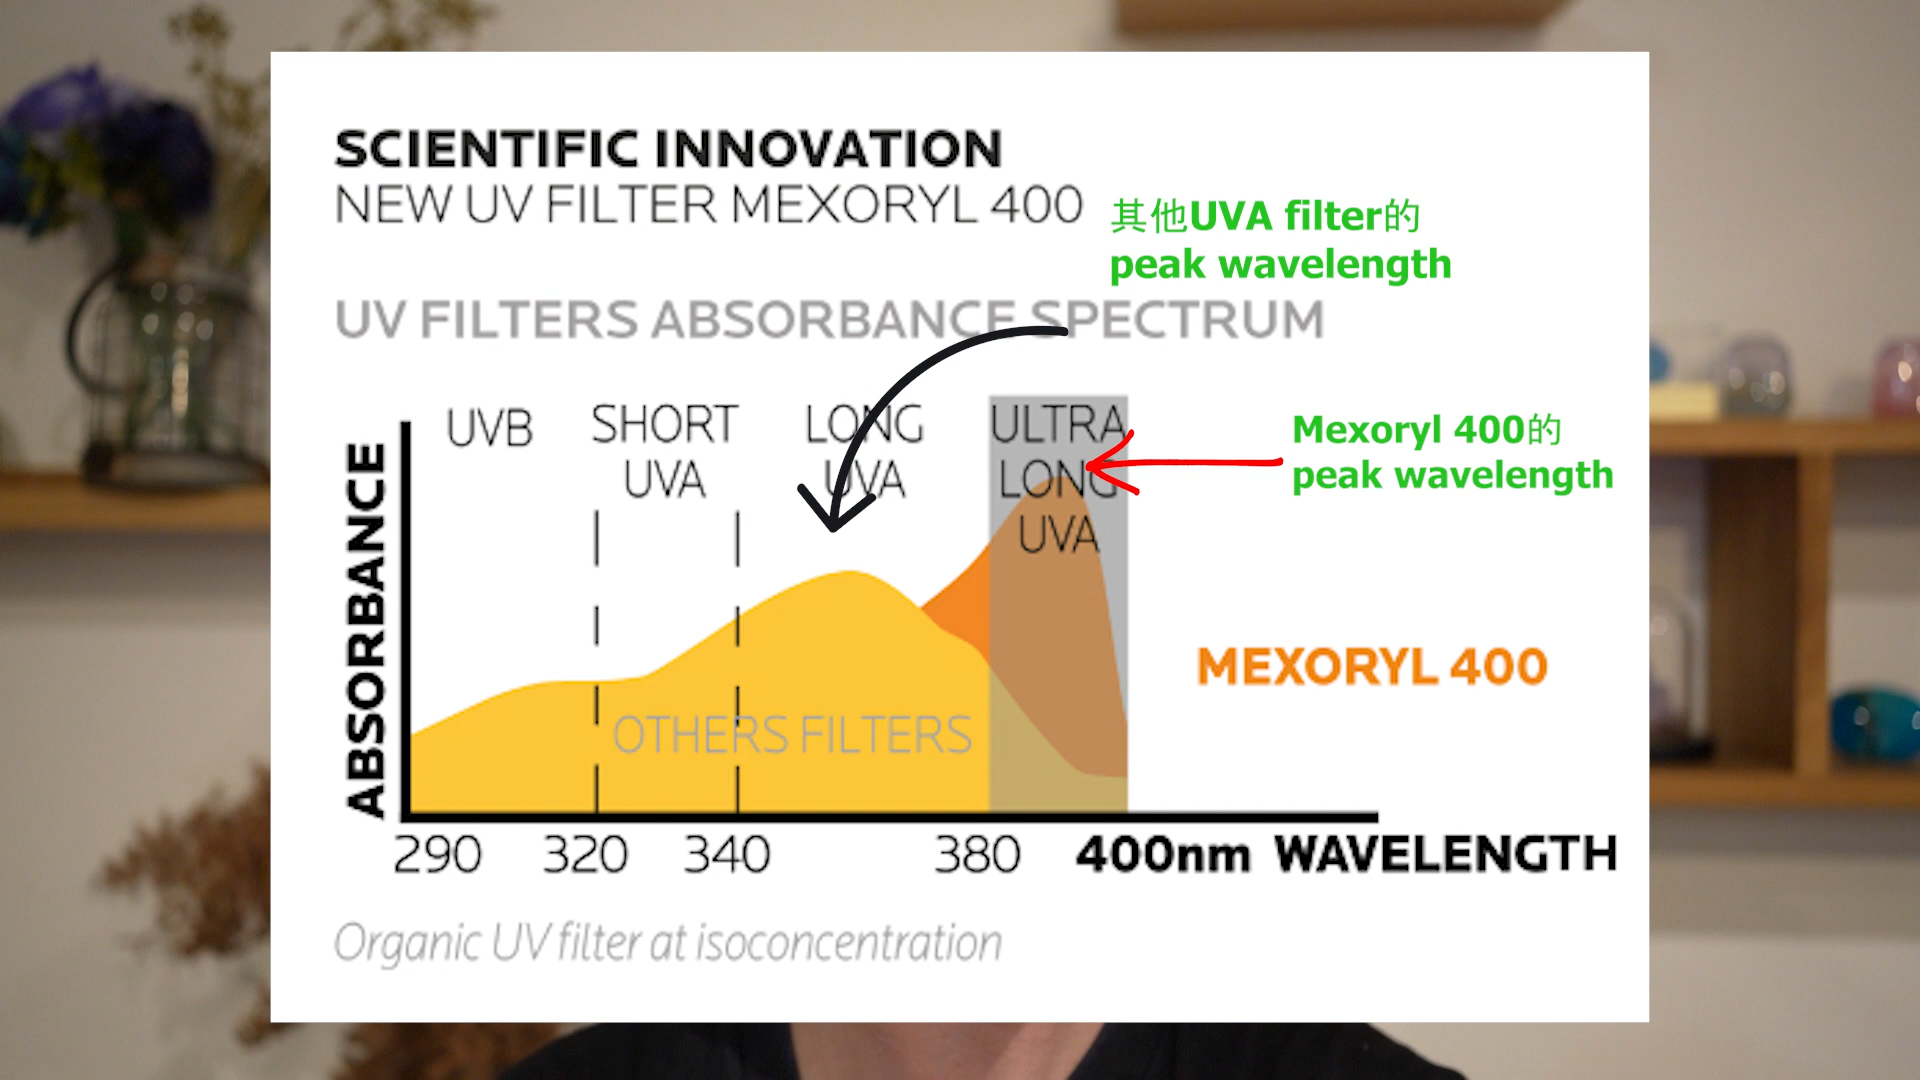 SCIENTIFIC INNOVATION
NEW UV FILTER MEXORYL 400
其他UVA filter的
peak wavelength
UV FILTERS ABSORBANCE SPECTRUM
UVB
SHORT
UVA
LONG
UVA
ULTRA
LONG
UVA
Mexoryl 400的
peak wavelength
ABSORBANCE
MEXORYL 400
OTHERS FILTERS
290 320 340 380 400nm WAVELENGTH
Organic UV filter at isoconcentration